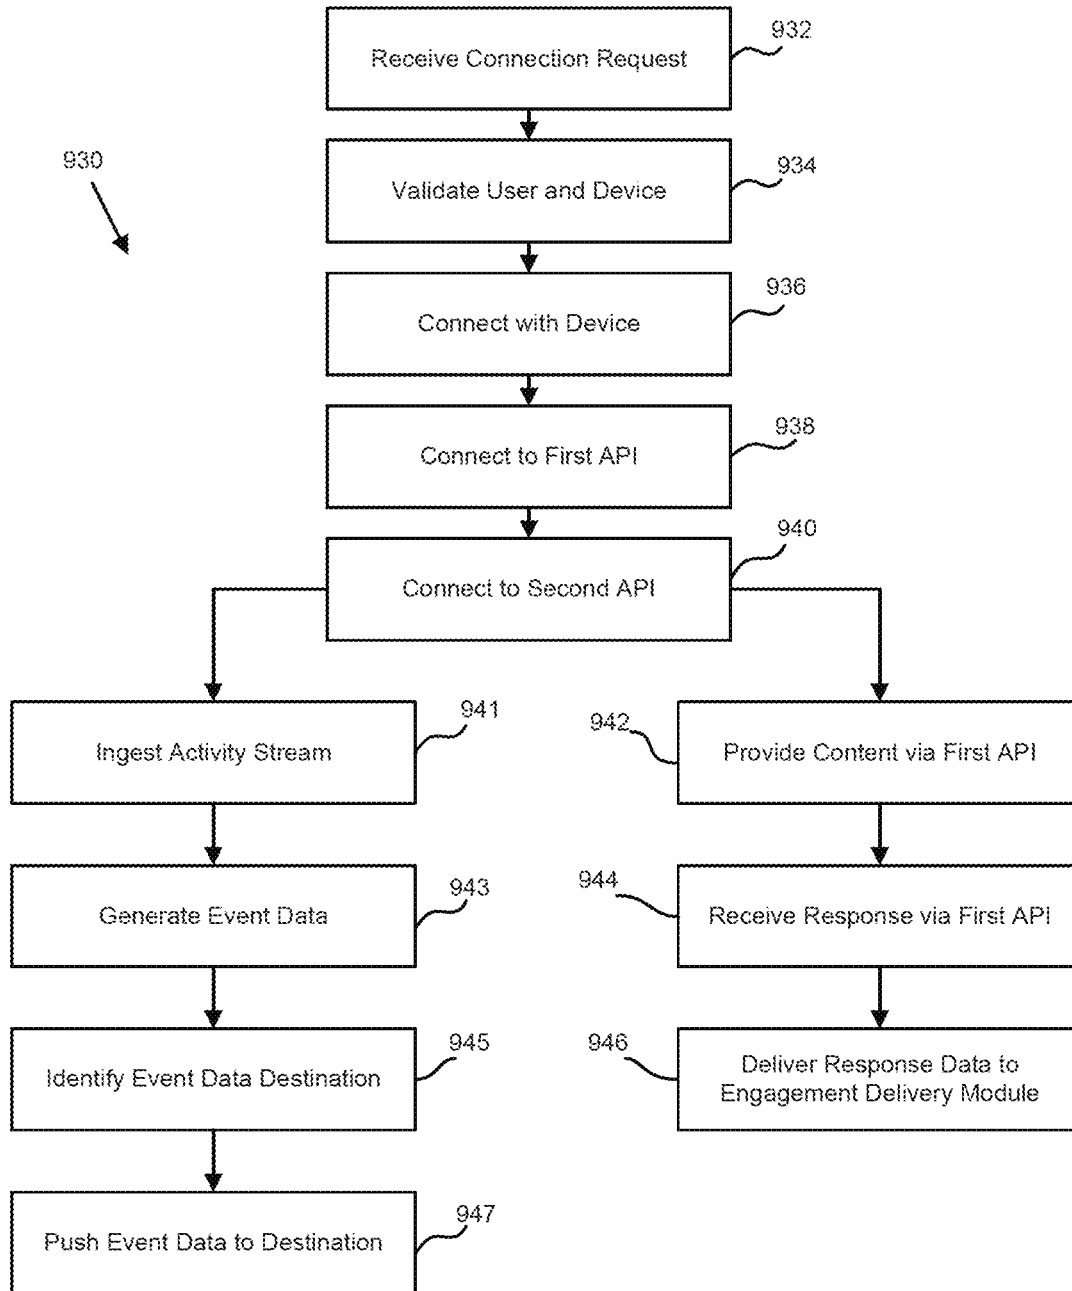 Receive Connection Request
932
930
Validate User and Device
934
Connect with Device
936
Connect to First API
938
Connect to Second API
940
Ingest Activity Stream
941
942
Provide Content via First API
Generate Event Data
943
944
Receive Response via First API
Identify Event Data Destination
945
946
Deliver Response Data to
Engagement Delivery Module
Push Event Data to Destination
947